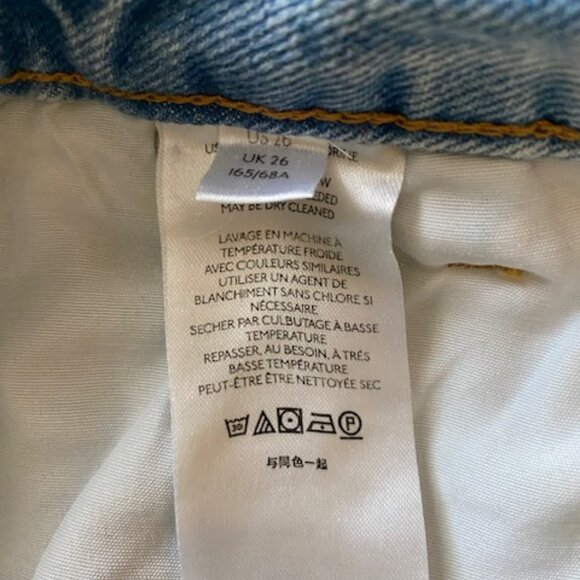 US 26
UK 26
165/68A
MAY BE DRY CLEANED
LAVAGE EN MACHINE À
TEMPÉRATURE FROIDE
AVEC COULEURS SIMILAIRES
UTILISER UN AGENT DE
BLANCHIMENT SANS CHLORE SI
NÉCESSAIRE
SECHER PAR CULBUTAGE À BASSE
TEMPERATURE
REPASSER, AU BESOIN, À TRÉS
BASSE TEMPÉRATURE
PEUT-ÊTRE ÊTRE NETTOYÉE SEC
30 P
与同色一起